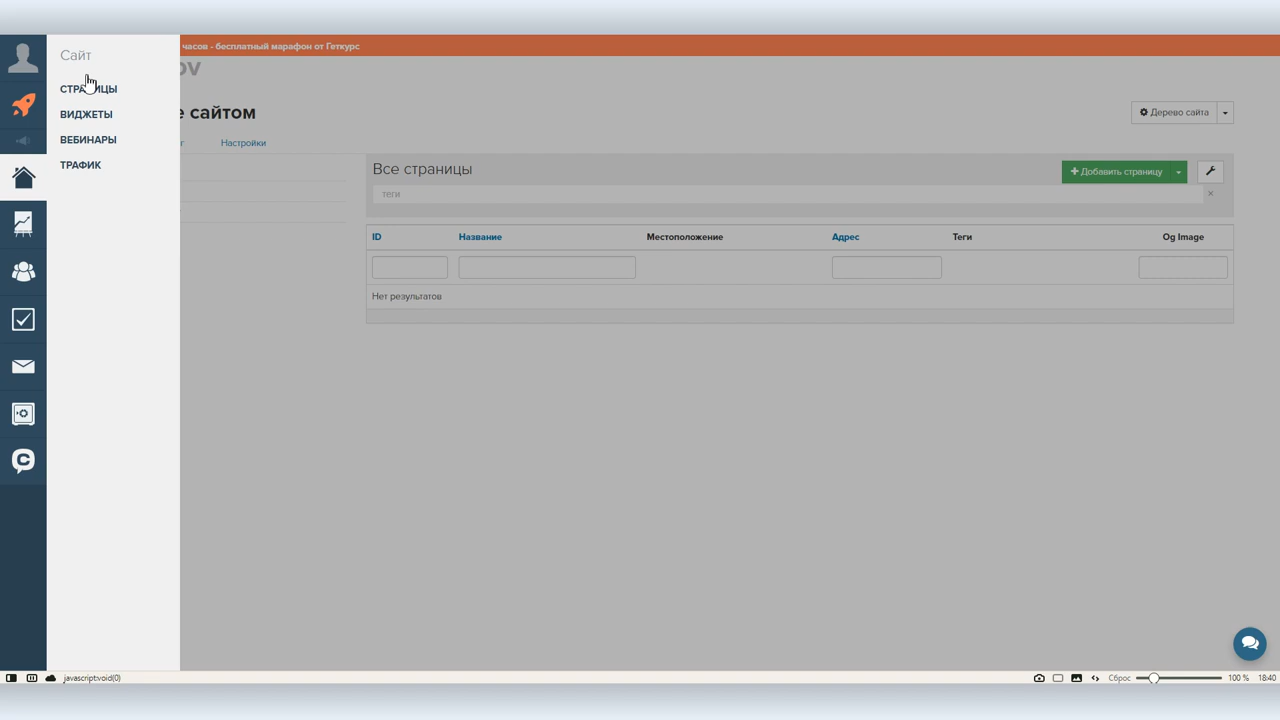 Сайт
СТРАНИЦЫ
ВИДЖЕТЫ
ВЕБИНАРЫ
ТРАФИК
часов - бесплатный марафон от Геткурс
сайтом
Дерево сайта
Настройки
Все страницы
Добавить страницу
теги
ID Название Местоположение Адрес Теги Og Image
Нет результатов
javascript:void(0)
Сброс 100 % 18:40